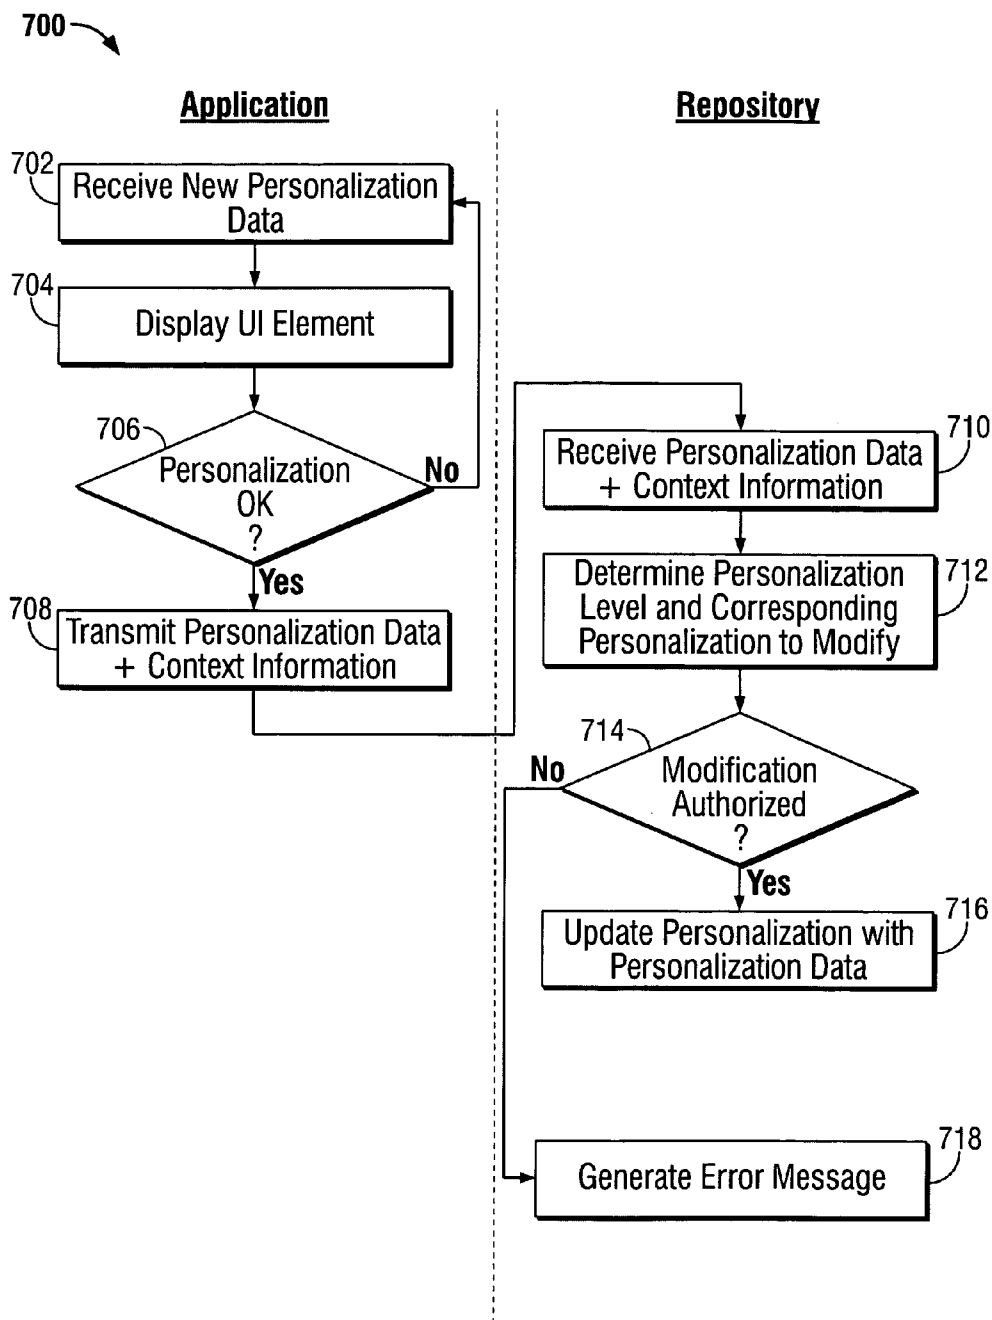 700
Application
702
Receive New Personalization
Data
704
Display UI Element
706
Personalization
OK
?
No
Yes
708
Transmit Personalization Data
+ Context Information
Repository
710
Receive Personalization Data
+ Context Information
712
Determine Personalization
Level and Corresponding
Personalization to Modify
714
Modification
Authorized
?
No
Yes
716
Update Personalization with
Personalization Data
718
Generate Error Message